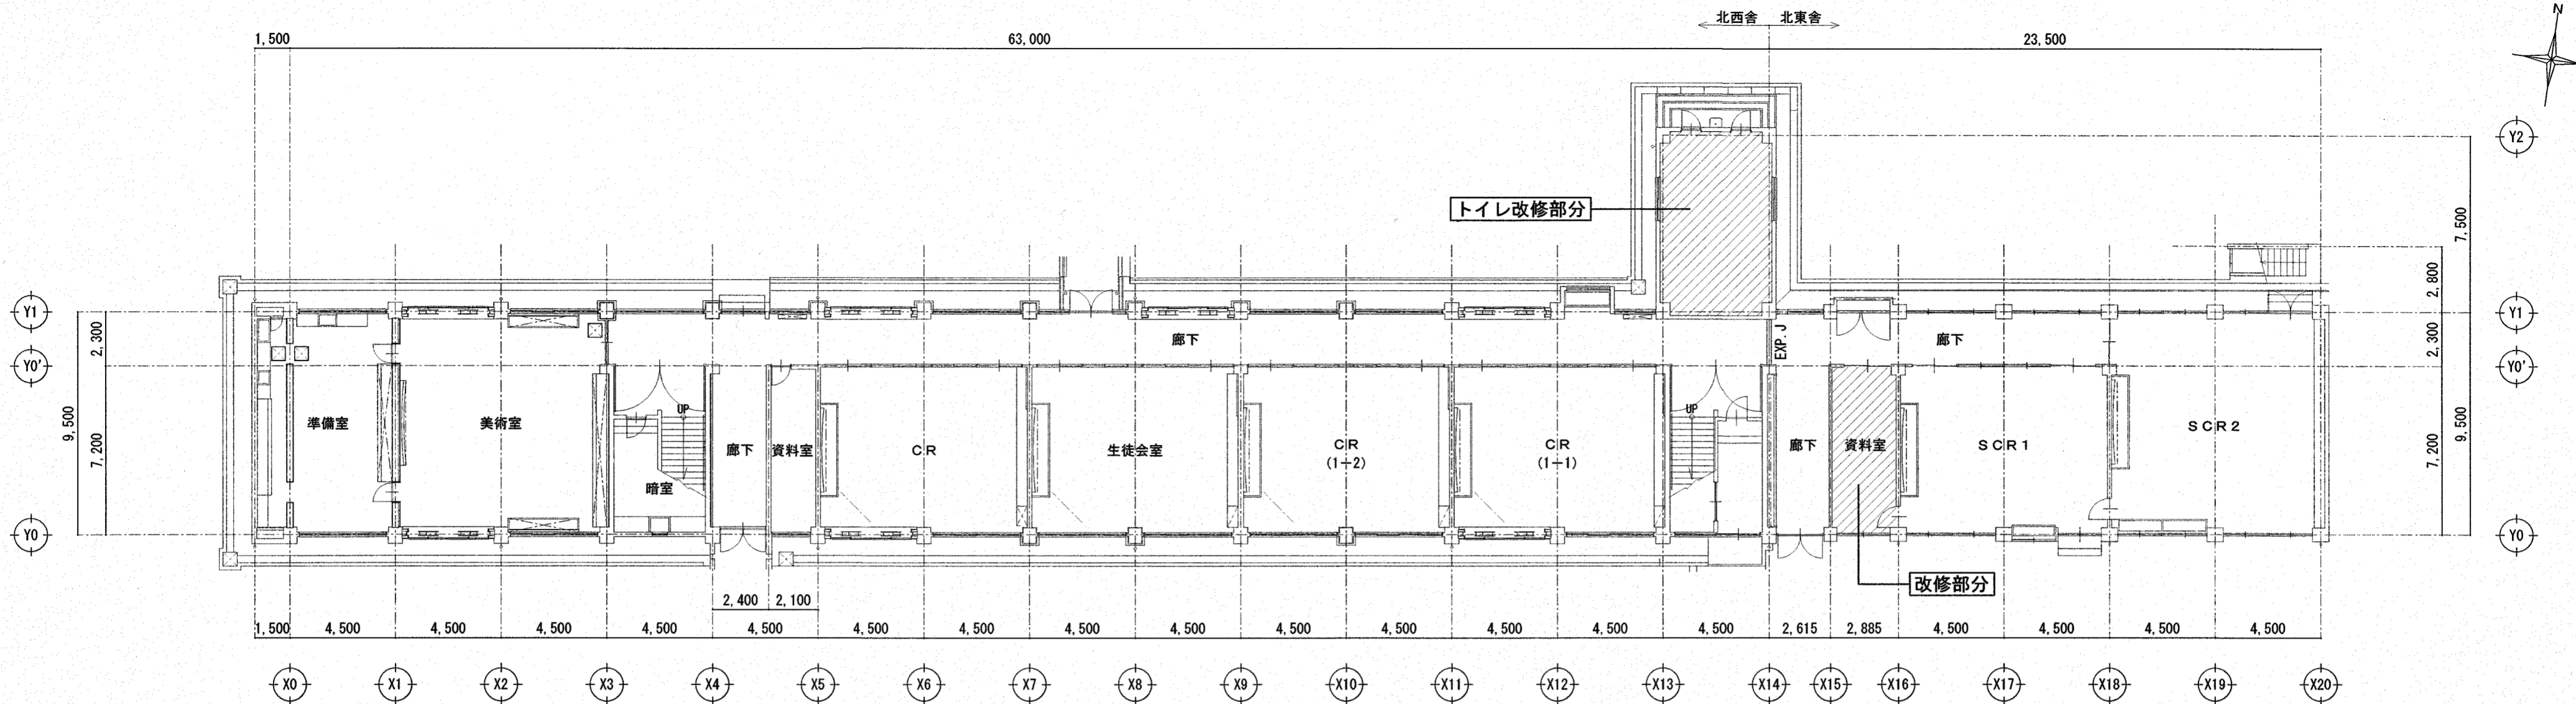 北西舎 北東舎
N
1,500 63,000 23,500
Y2
トイレ改修部分
7,500
2,800
Y1 2,300 廊下 EXP.J 廊下 2,300 Y1
Y0' Y0'
9,500 7,200 準備室 美術室 UP 暗室 廊下 資料室 CR 生徒会室 CR CR UP 廊下 資料室 SCR1 SCR2 7,200 9,500
(1-2) (1-1)
Y0 Y0
改修部分
2,400 2,100
1,500 4,500 4,500 4,500 4,500 4,500 4,500 4,500 4,500 4,500 4,500 4,500 4,500 4,500 4,500 2,615 2,885 4,500 4,500 4,500 4,500
X0 X1 X2 X3 X4 X5 X6 X7 X8 X9 X10 X11 X12 X13 X14 X15 X16 X17 X18 X19 X20